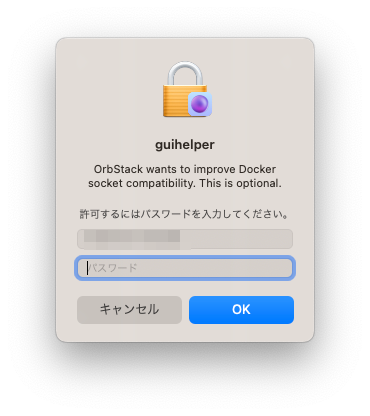 guihelper
OrbStack wants to improve Docker
socket compatibility. This is optional.
許可するにはパスワードを入力してください。
パスワード
キャンセル
OK